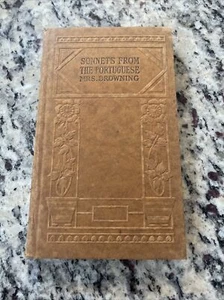 SONNETS FROM
THE PORTUGUESE
MRS. BROWNING